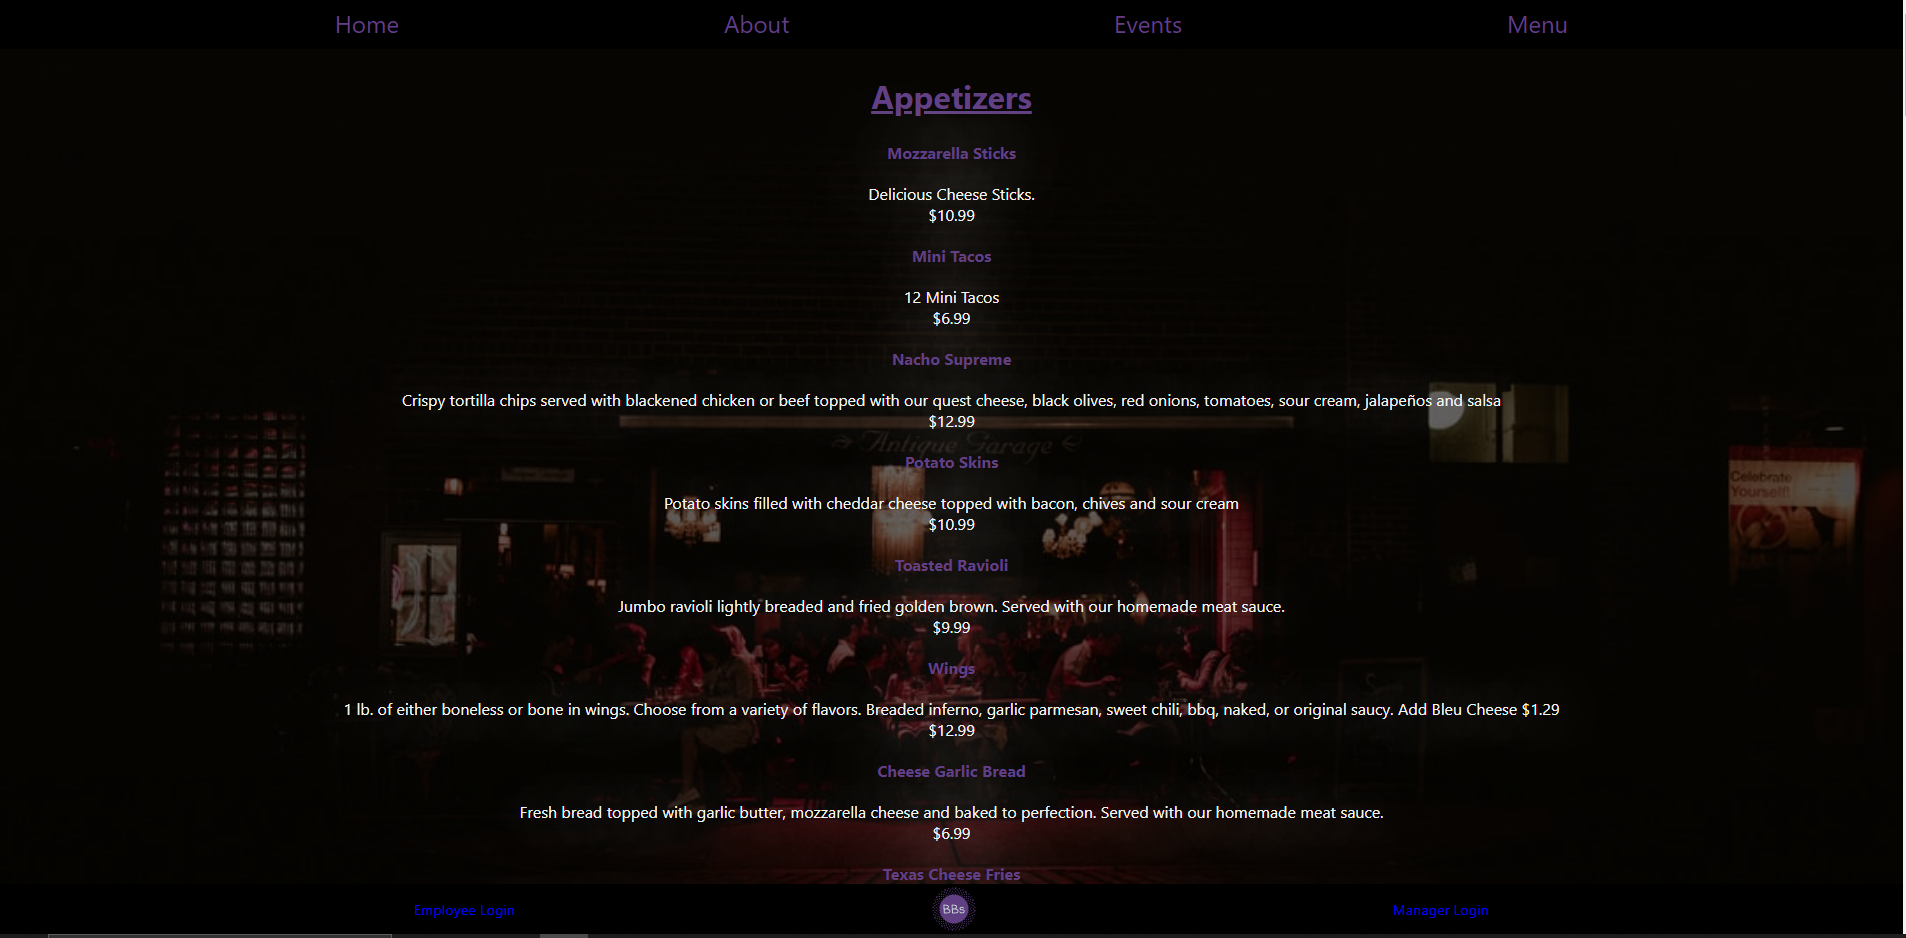 Home About Events Menu
Appetizers
Mozzarella Sticks
Delicious Cheese Sticks.
$10.99
Mini Tacos
12 Mini Tacos
$6.99
Nacho Supreme
Crispy tortilla chips served with blackened chicken or beef topped with our quest cheese, black olives, red onions, tomatoes, sour cream, jalapeños and salsa
$12.99
Antique Garage
Potato Skins
Celebrate
Yourself!
Potato skins filled with cheddar cheese topped with bacon, chives and sour cream
$10.99
Toasted Ravioli
Jumbo ravioli lightly breaded and fried golden brown. Served with our homemade meat sauce.
$9.99
Wings
1 lb. of either boneless or bone in wings. Choose from a variety of flavors. Breaded inferno, garlic parmesan, sweet chili, bbq, naked, or original saucy. Add Bleu Cheese $1.29
$12.99
Cheese Garlic Bread
Fresh bread topped with garlic butter, mozzarella cheese and baked to perfection. Served with our homemade meat sauce.
$6.99
Texas Cheese Fries
Employee Login BBs Manager Login